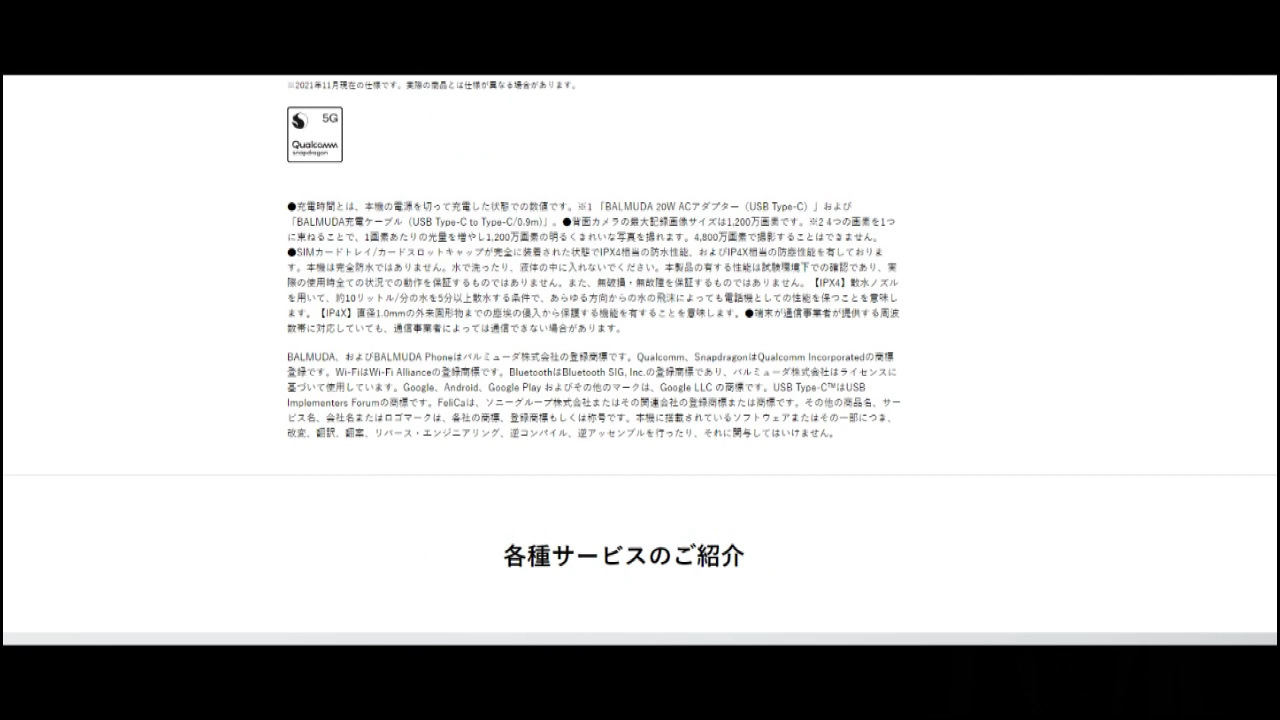 ※2021年11月現在の仕様です。実際の商品とは仕様が異なる場合があります。
5G
Qualcomm
snapdragon
●充電時間とは、本機の電源を切って充電した状態での数値です。※1 「BALMUDA 20W ACアダプター（USB Type-C）」および
「BALMUDA充電ケーブル（USB Type-C to Type-C/0.9m)」。●背面カメラの最大記録画像サイズは1,200万画素です。※2 4つの画素を1つ
に束ねることで、1画素あたりの光量を増やし1,200万画素の明るくきれいな写真を撮れます。4,800万画素で撮影することはできません。
●SIMカードトレイ/カードスロットキャップが完全に装着された状態でIPX4相当の防水性能、およびIP4X相当の防塵性能を有しておりま
す。本機は完全防水ではありません。水で洗ったり、液体の中に入れないでください。本製品の有する性能は試験環境下での確認であり、実
際の使用時全ての状況での動作を保証するものではありません。また、無破損・無故障を保証するものではありません。【IPX4】散水ノズル
を用いて、約10リットル/分の水を5分以上散水する条件で、あらゆる方向からの水の飛沫によっても電話機としての性能を保つことを意味し
ます。【IP4X】直径1.0mmの外来固形物までの塵埃の侵入から保護する機能を有することを意味します。●端末が通信事業者が提供する周波
数帯に対応していても、通信事業者によっては通信できない場合があります。
BALMUDA、およびBALMUDA Phoneはバルミューダ株式会社の登録商標です。Qualcomm、SnapdragonはQualcomm Incorporatedの商標
登録です。Wi-FiはWi-Fi Allianceの登録商標です。BluetoothはBluetooth SIG, Inc.の登録商標であり、バルミューダ株式会社はライセンスに
基づいて使用しています。Google、Android、Google Play およびその他のマークは、Google LLC の商標です。USB Type-C™はUSB
Implementers Forumの商標です。FeliCaは、ソニーグループ株式会社またはその関連会社の登録商標または商標です。その他の商品名、サー
ビス名、会社名またはロゴマークは、各社の商標、登録商標もしくは称号です。本機に搭載されているソフトウェアまたはその一部につき、
改変、翻訳、翻案、リバース・エンジニアリング、逆コンパイル、逆アッセンブルを行ったり、それに関与してはいけません。
各種サービスのご紹介